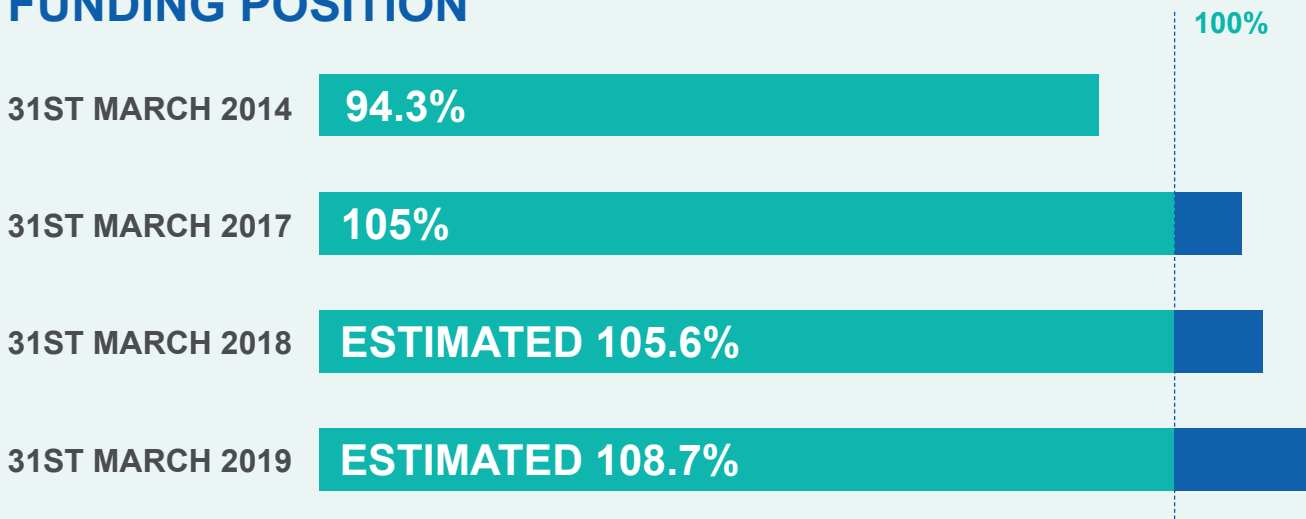 FUNDING POSITION
100%
31ST MARCH 2014 94.3%
31ST MARCH 2017 105%
31ST MARCH 2018 ESTIMATED 105.6%
31ST MARCH 2019 ESTIMATED 108.7%